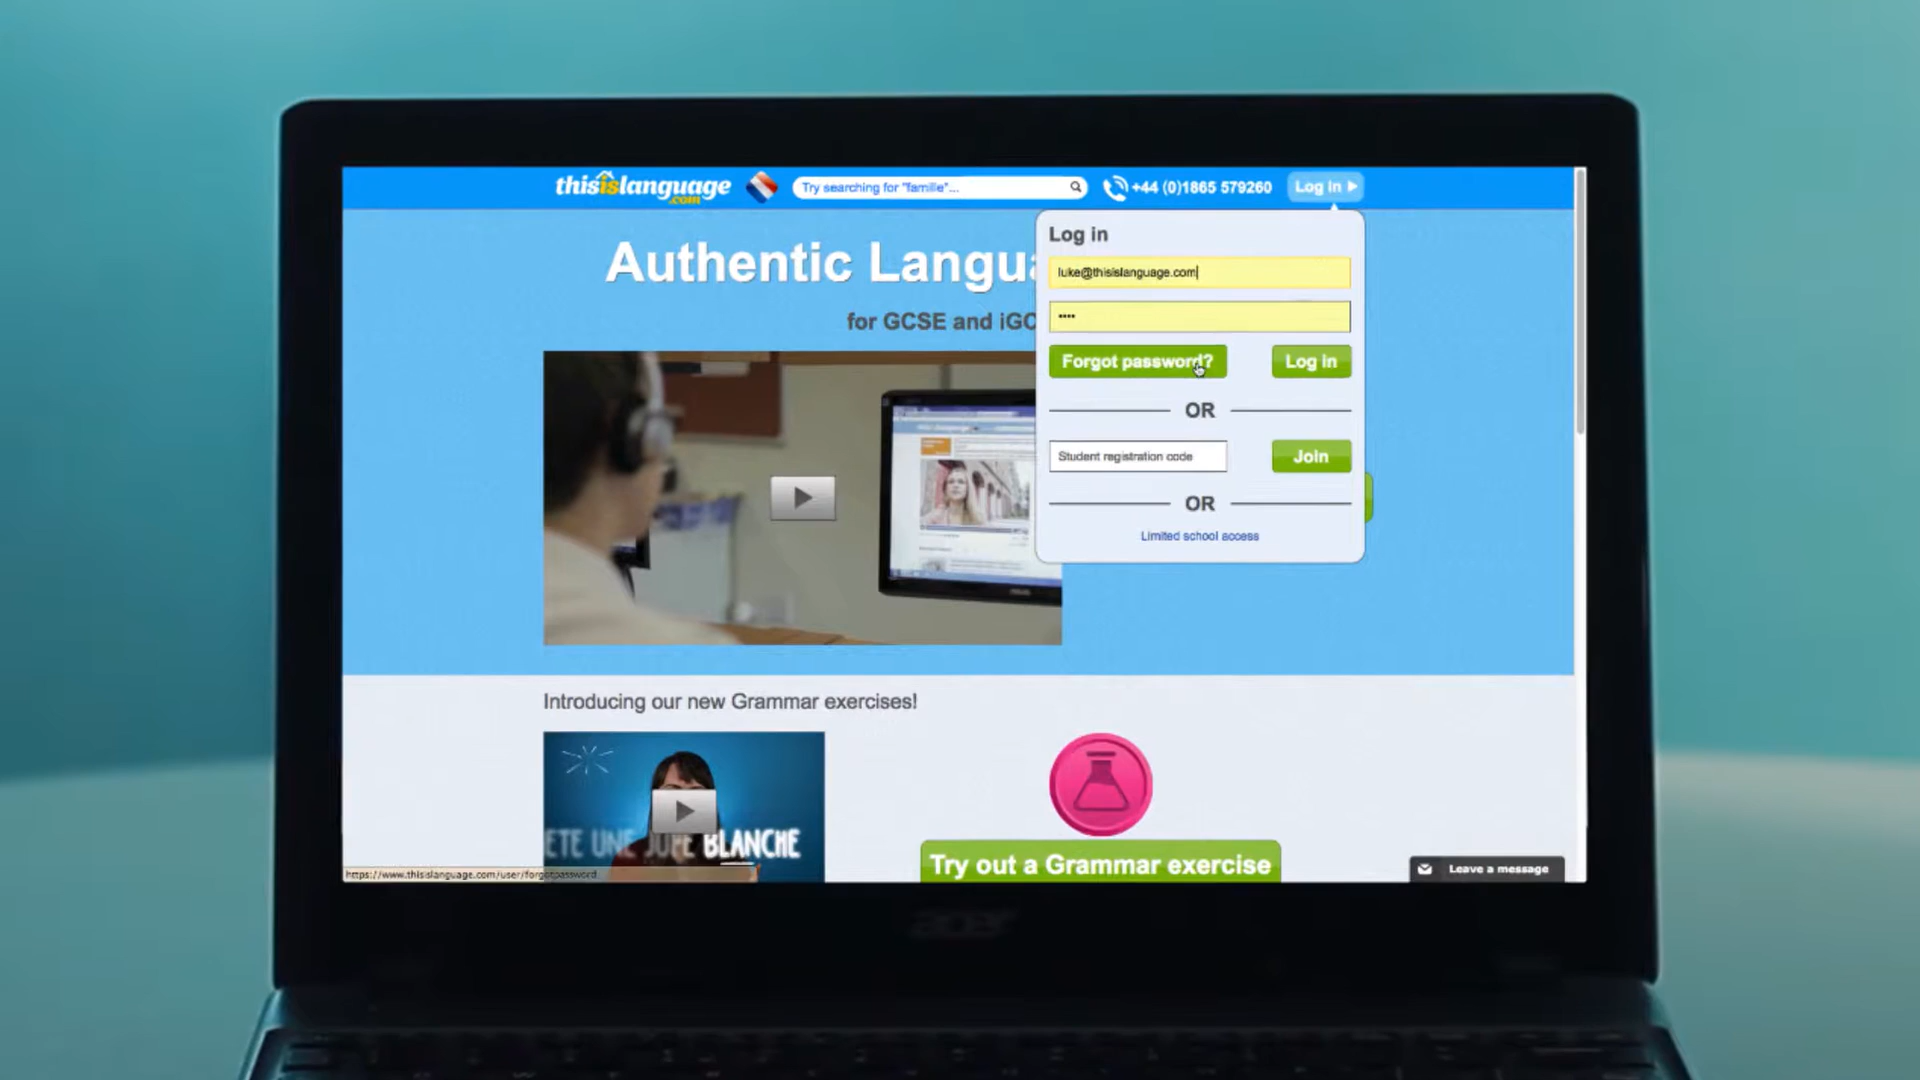 thisislanguage
.com
Try searching for "famille"...
+44 (0)1865 579260
Log in
Log in
luke@thisislanguage.com
••••
Forgot password?
Log in
OR
Student registration code
Join
OR
Limited school access
Authentic Langua
for GCSE and iGC
Introducing our new Grammar exercises!
BLANCHE
Try out a Grammar exercise
https://www.thisislanguage.com/user/forgotpassword
Leave a message
acer